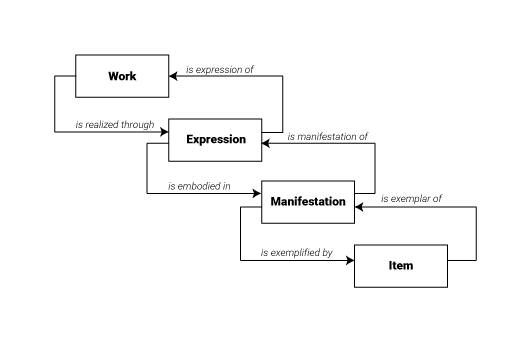 Work
is expression of
is realized through
Expression
is manifestation of
is embodied in
Manifestation
is exemplar of
is exemplified by
Item